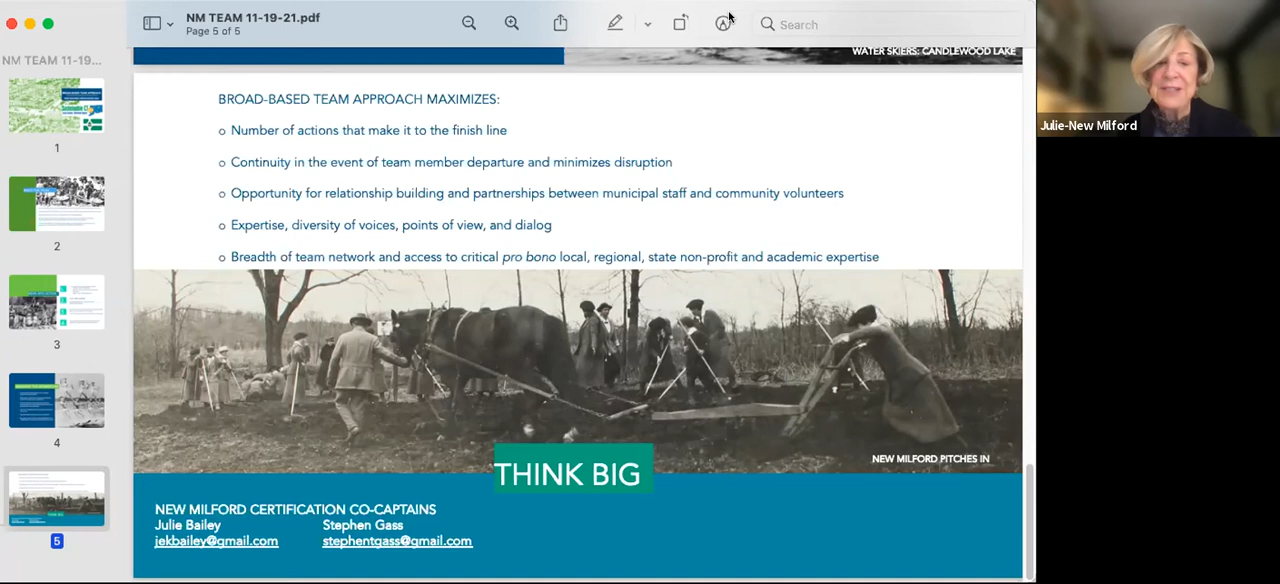 NM TEAM 11-19-21.pdf
Page 5 of 5
Search
NM TEAM 11-19...
1
2
3
4
5
WATER SKIERS: CANDLEWOOD LAKE
BROAD-BASED TEAM APPROACH MAXIMIZES:
o Number of actions that make it to the finish line
o Continuity in the event of team member departure and minimizes disruption
o Opportunity for relationship building and partnerships between municipal staff and community volunteers
o Expertise, diversity of voices, points of view, and dialog
o Breadth of team network and access to critical pro bono local, regional, state non-profit and academic expertise
NEW MILFORD PITCHES IN
THINK BIG
NEW MILFORD CERTIFICATION CO-CAPTAINS
Julie Bailey Stephen Gass
jekbailey@gmail.com stephentgass@gmail.com
Julie-New Milford